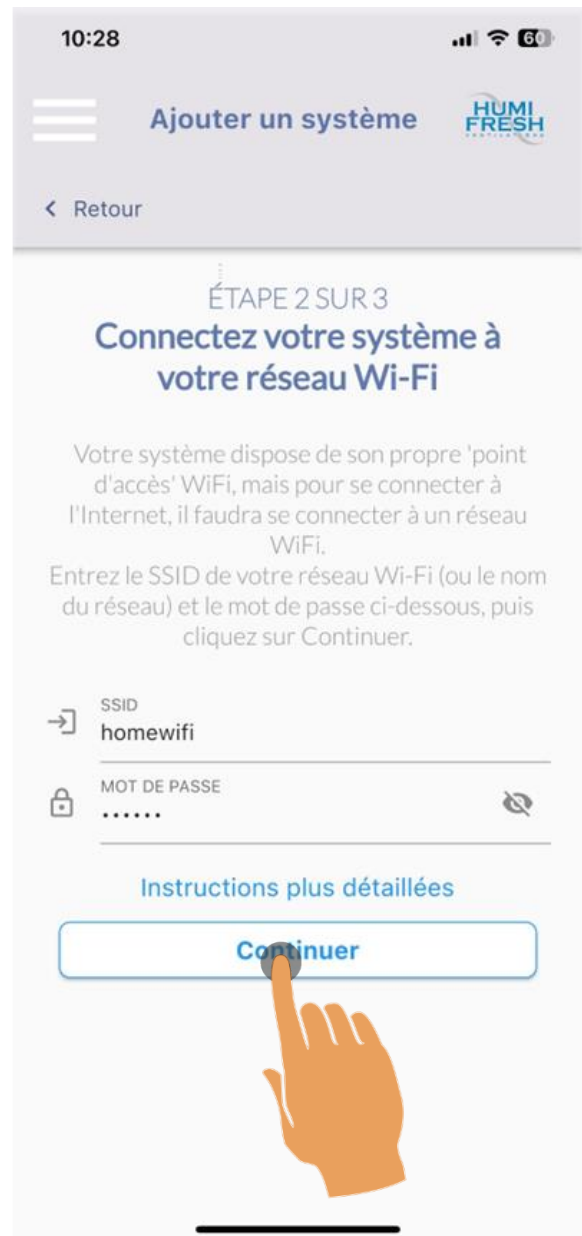 10:28
60
Ajouter un système
HUMI
FRESH
< Retour
ÉTAPE 2 SUR 3
Connectez votre système à
votre réseau Wi-Fi
Votre système dispose de son propre 'point
d'accès' WiFi, mais pour se connecter à
l'Internet, il faudra se connecter à un réseau
WiFi.
Entrez le SSID de votre réseau Wi-Fi (ou le nom
du réseau) et le mot de passe ci-dessous, puis
cliquez sur Continuer.
SSID
homewifi
MOT DE PASSE
••••••
Instructions plus détaillées
Continuer